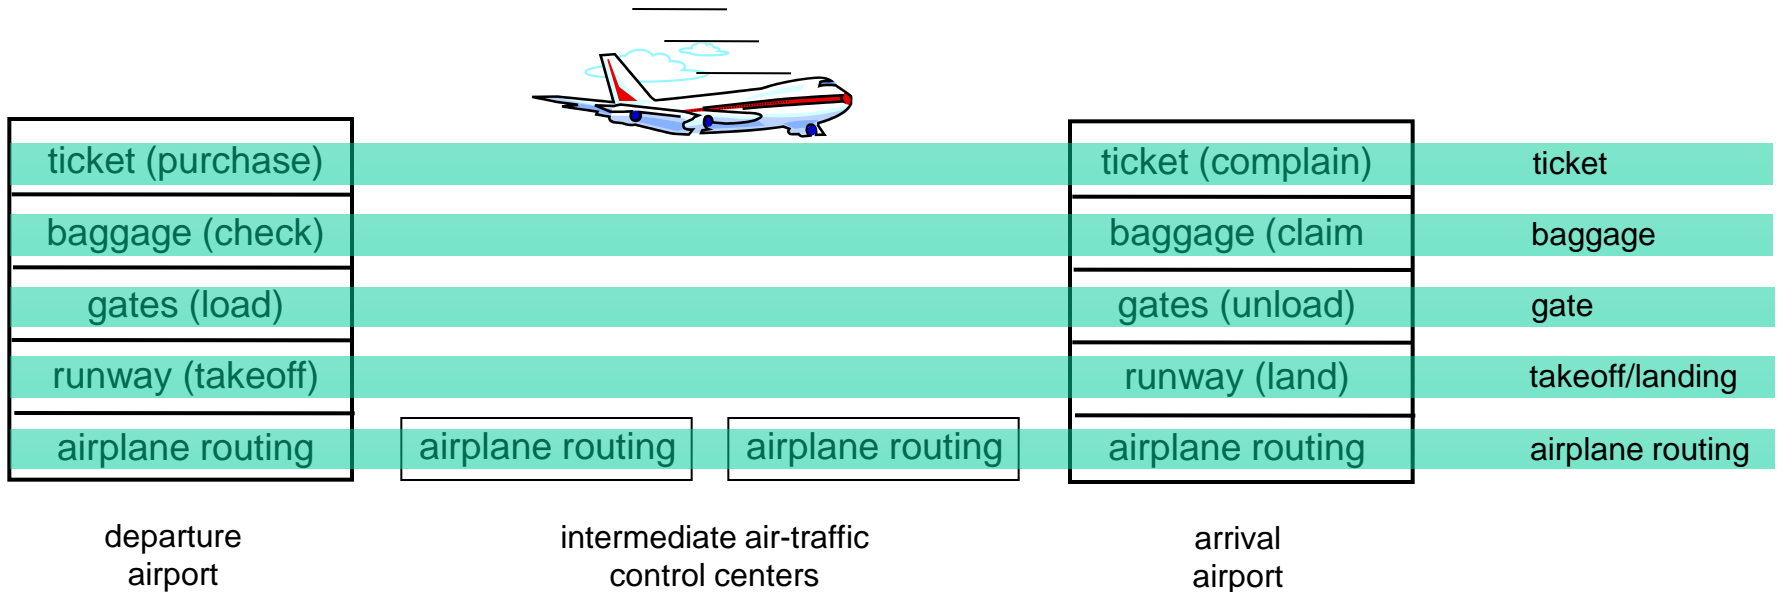 ticket (purchase)
ticket (complain)
ticket
baggage (check)
baggage (claim
baggage
gates (load)
gates (unload)
gate
runway (takeoff)
runway (land)
takeoff/landing
airplane routing
airplane routing
airplane routing
airplane routing
airplane routing
departure
airport
intermediate air-traffic
control centers
arrival
airport